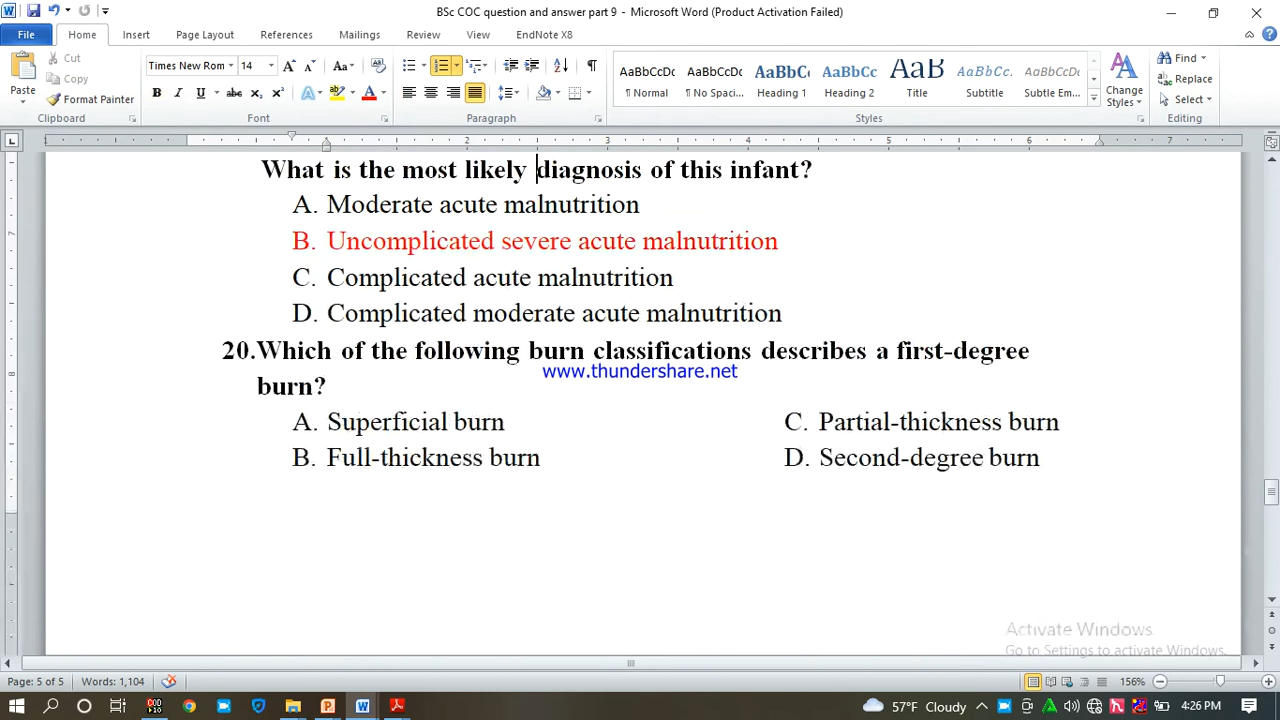 BSc COC question and answer part 9 - Microsoft Word (Product Activation Failed)
File Home Insert Page Layout References Mailings Review View EndNote X8
Paste
Cut
Copy
Format Painter
Clipboard
Times New Rom 14
Font
Paragraph
AaBbCcDc AaBbCcDc AaBbC AaBbCc AaB AaBbCc. AaBbCcDc
¶ Normal ¶ No Spaci... Heading 1 Heading 2 Title Subtitle Subtle Em...
Styles
Change Styles
Find
Replace
Select
Editing
What is the most likely diagnosis of this infant?
A. Moderate acute malnutrition
B. Uncomplicated severe acute malnutrition
C. Complicated acute malnutrition
D. Complicated moderate acute malnutrition
20.Which of the following burn classifications describes a first-degree
burn?
www.thundershare.net
A. Superficial burn
B. Full-thickness burn
C. Partial-thickness burn
D. Second-degree burn
Activate Windows
Go to Settings to activate Windows.
Page: 5 of 5 Words: 1,104 156%
57°F Cloudy 4:26 PM